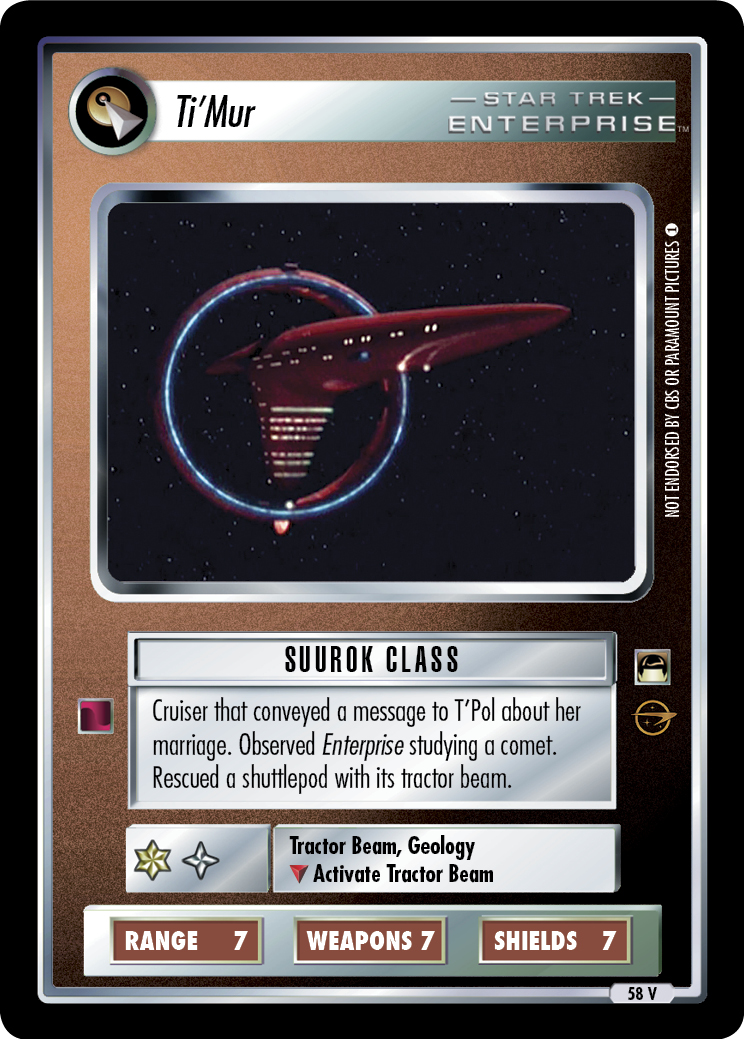 Ti'Mur
STAR TREK
ENTERPRISE™
NOT ENDORSED BY CBS OR PARAMOUNT PICTURES 1
SUUROK CLASS
Cruiser that conveyed a message to T'Pol about her
marriage. Observed Enterprise studying a comet.
Rescued a shuttlepod with its tractor beam.
Tractor Beam, Geology
Activate Tractor Beam
RANGE 7 WEAPONS 7 SHIELDS 7
58 V